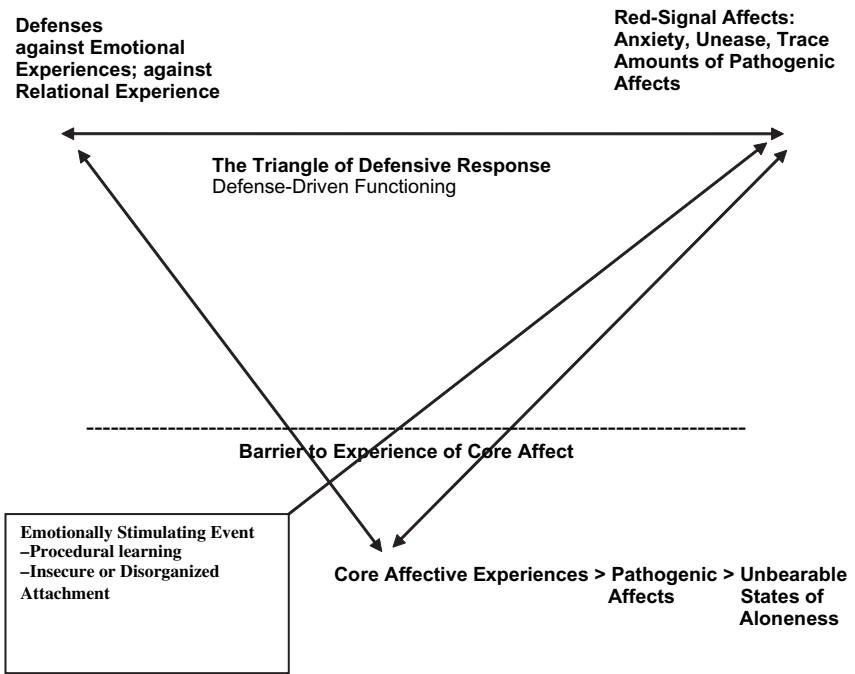 Defenses
against Emotional
Experiences; against
Relational Experience
Red-Signal Affects:
Anxiety, Unease, Trace
Amounts of Pathogenic
Affects
The Triangle of Defensive Response
Defense-Driven Functioning
Barrier to Experience of Core Affect
Emotionally Stimulating Event
–Procedural learning
–Insecure or Disorganized
Attachment
Core Affective Experiences > Pathogenic > Unbearable
Affects States of
Aloneness